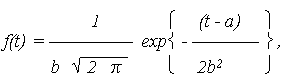 f(t) = 1 / (b √(2 π)) exp{ - (t - a) / 2b² } ,